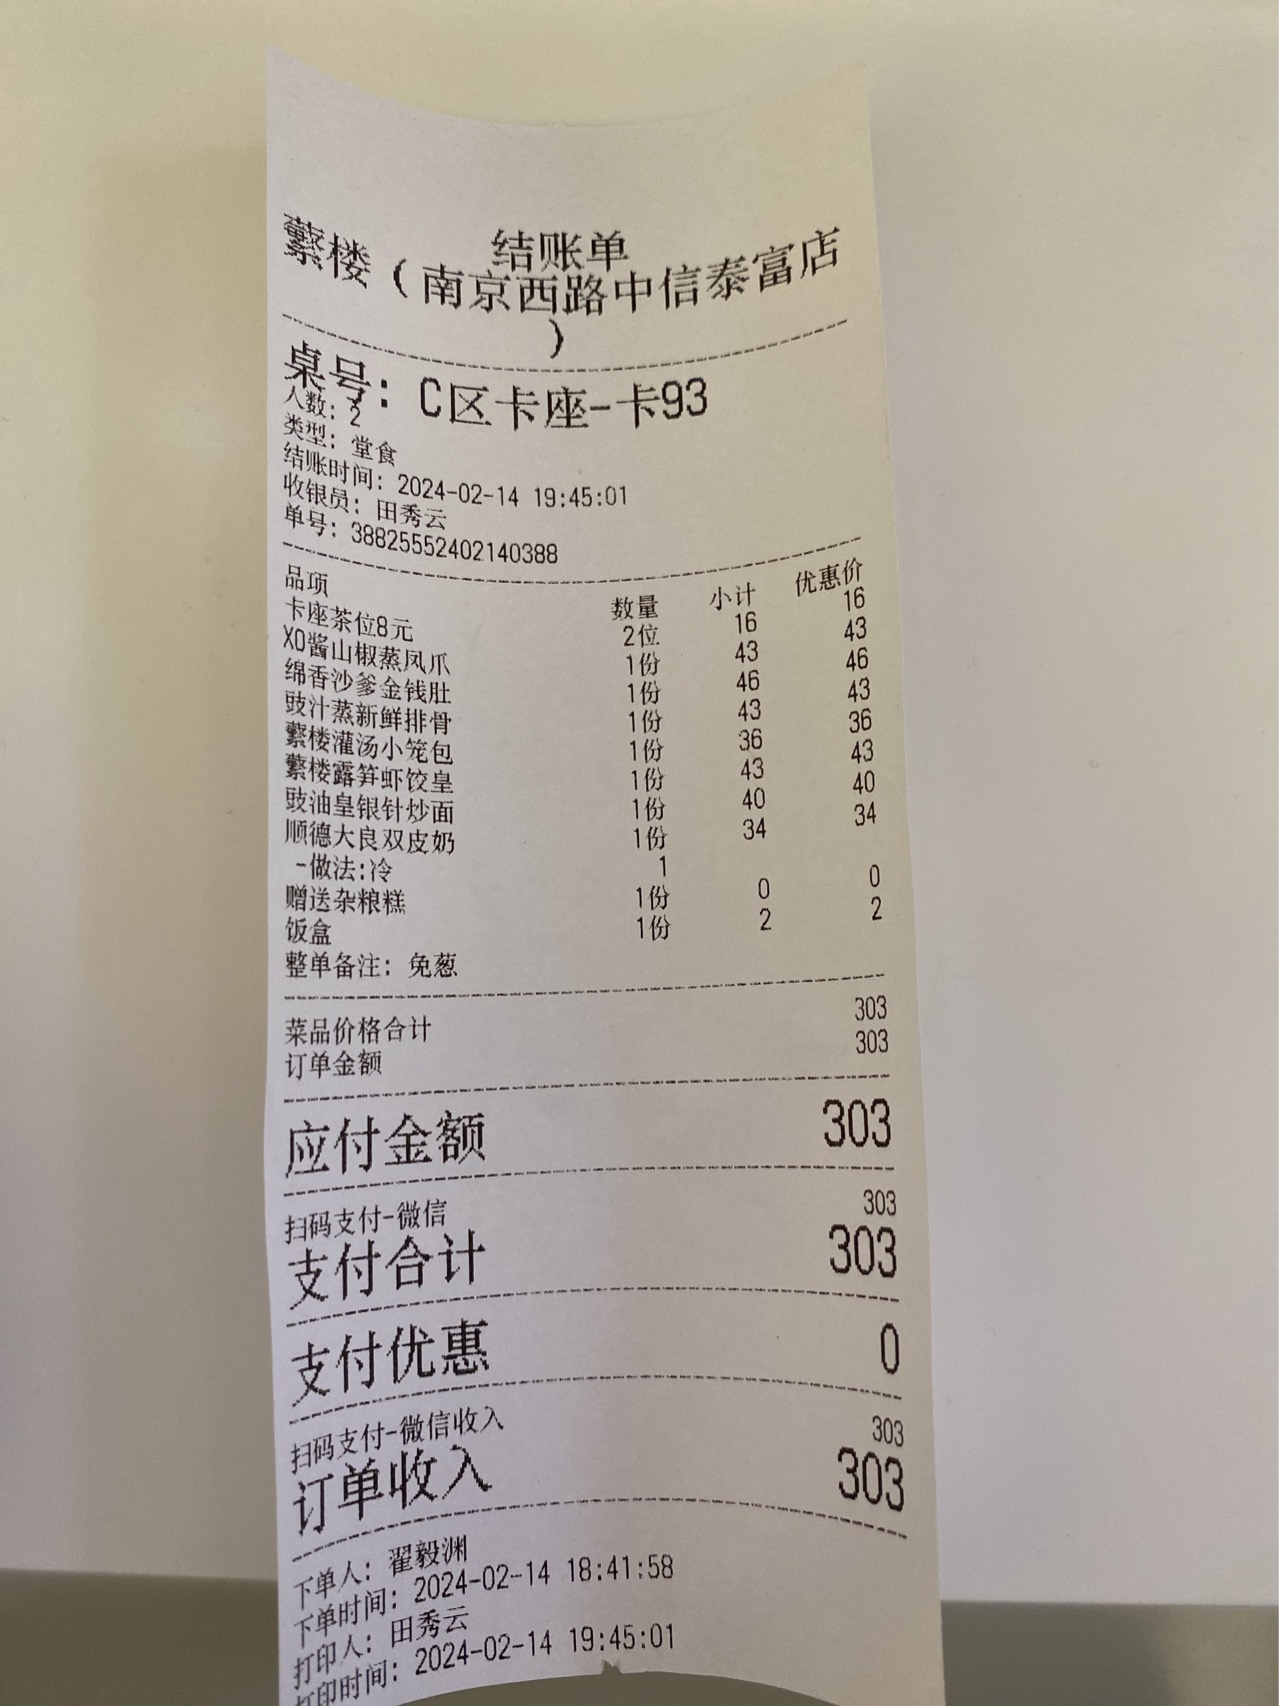 结账单
蘩楼（南京西路中信泰富店
）
桌号：C区卡座-卡93
人数：2
类型：堂食
结账时间：2024-02-14 19:45:01
收银员：田秀云
单号：38825552402140388
品项 数量 小计 优惠价
卡座茶位8元 2位 16 16
XO酱山椒蒸凤爪 1份 43 43
绵香沙爹金钱肚 1份 46 46
豉汁蒸新鲜排骨 1份 43 43
蘩楼灌汤小笼包 1份 36 36
蘩楼露笋虾饺皇 1份 43 43
豉油皇银针炒面 1份 40 40
顺德大良双皮奶 1份 34 34
-做法:冷 1
赠送杂粮糕 1份 0 0
饭盒 1份 2 2
整单备注：免葱
菜品价格合计 303
订单金额 303
应付金额 303
扫码支付-微信 303
支付合计 303
支付优惠 0
扫码支付-微信收入 303
订单收入 303
下单人：翟毅渊
下单时间：2024-02-14 18:41:58
打印人：田秀云
打印时间：2024-02-14 19:45:01